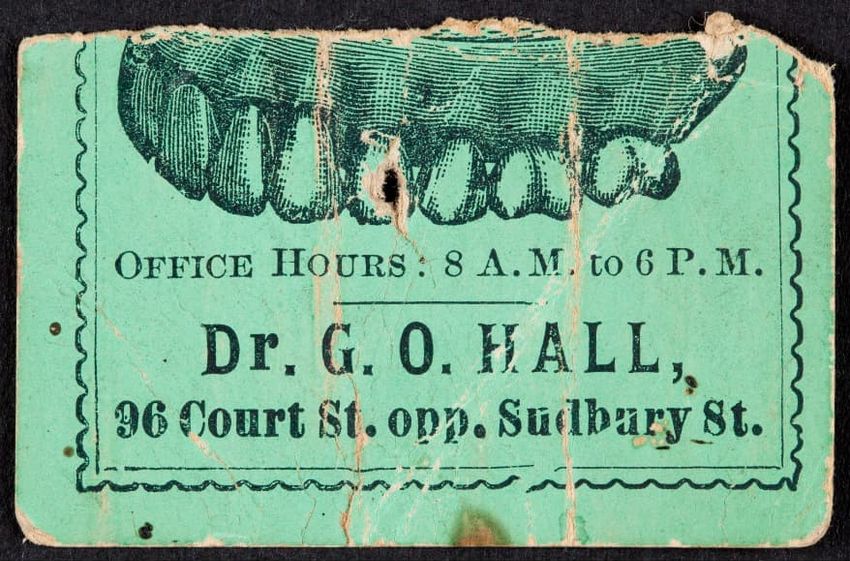 OFFICE HOURS: 8 A.M. to 6 P.M.
Dr. G. O. HALL,
96 Court St. opp. Sudbury St.